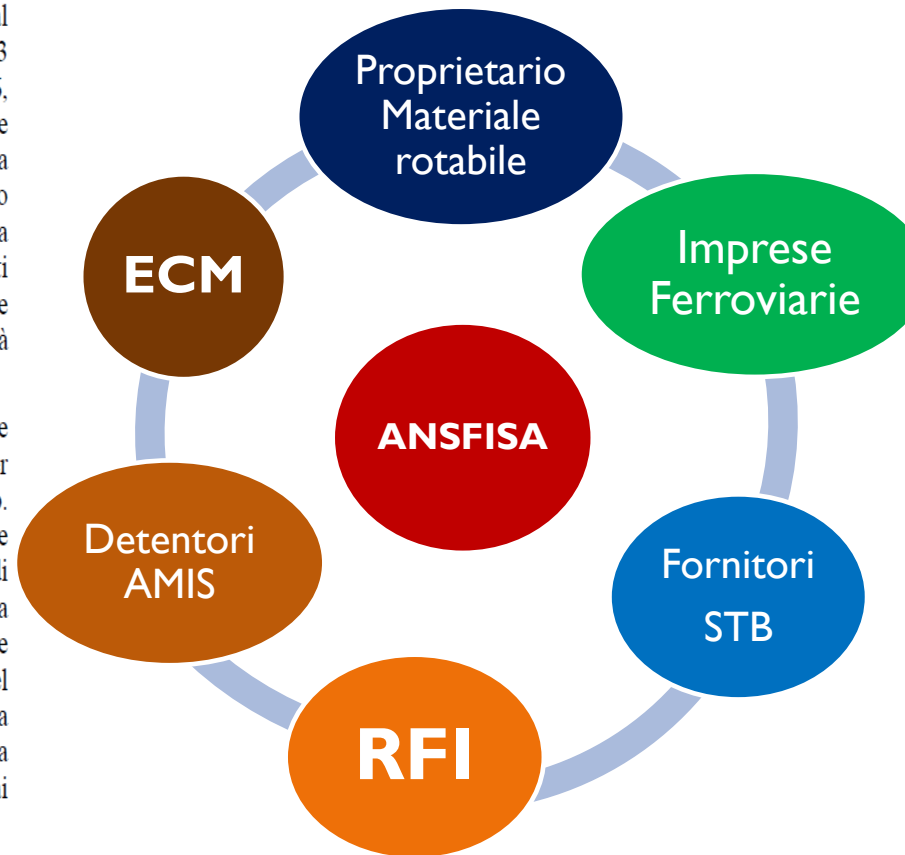 Proprietario
Materiale
rotabile
Imprese
Ferroviarie
ECM
ANSFISA
Detentori
AMIS
Fornitori
STB
RFI